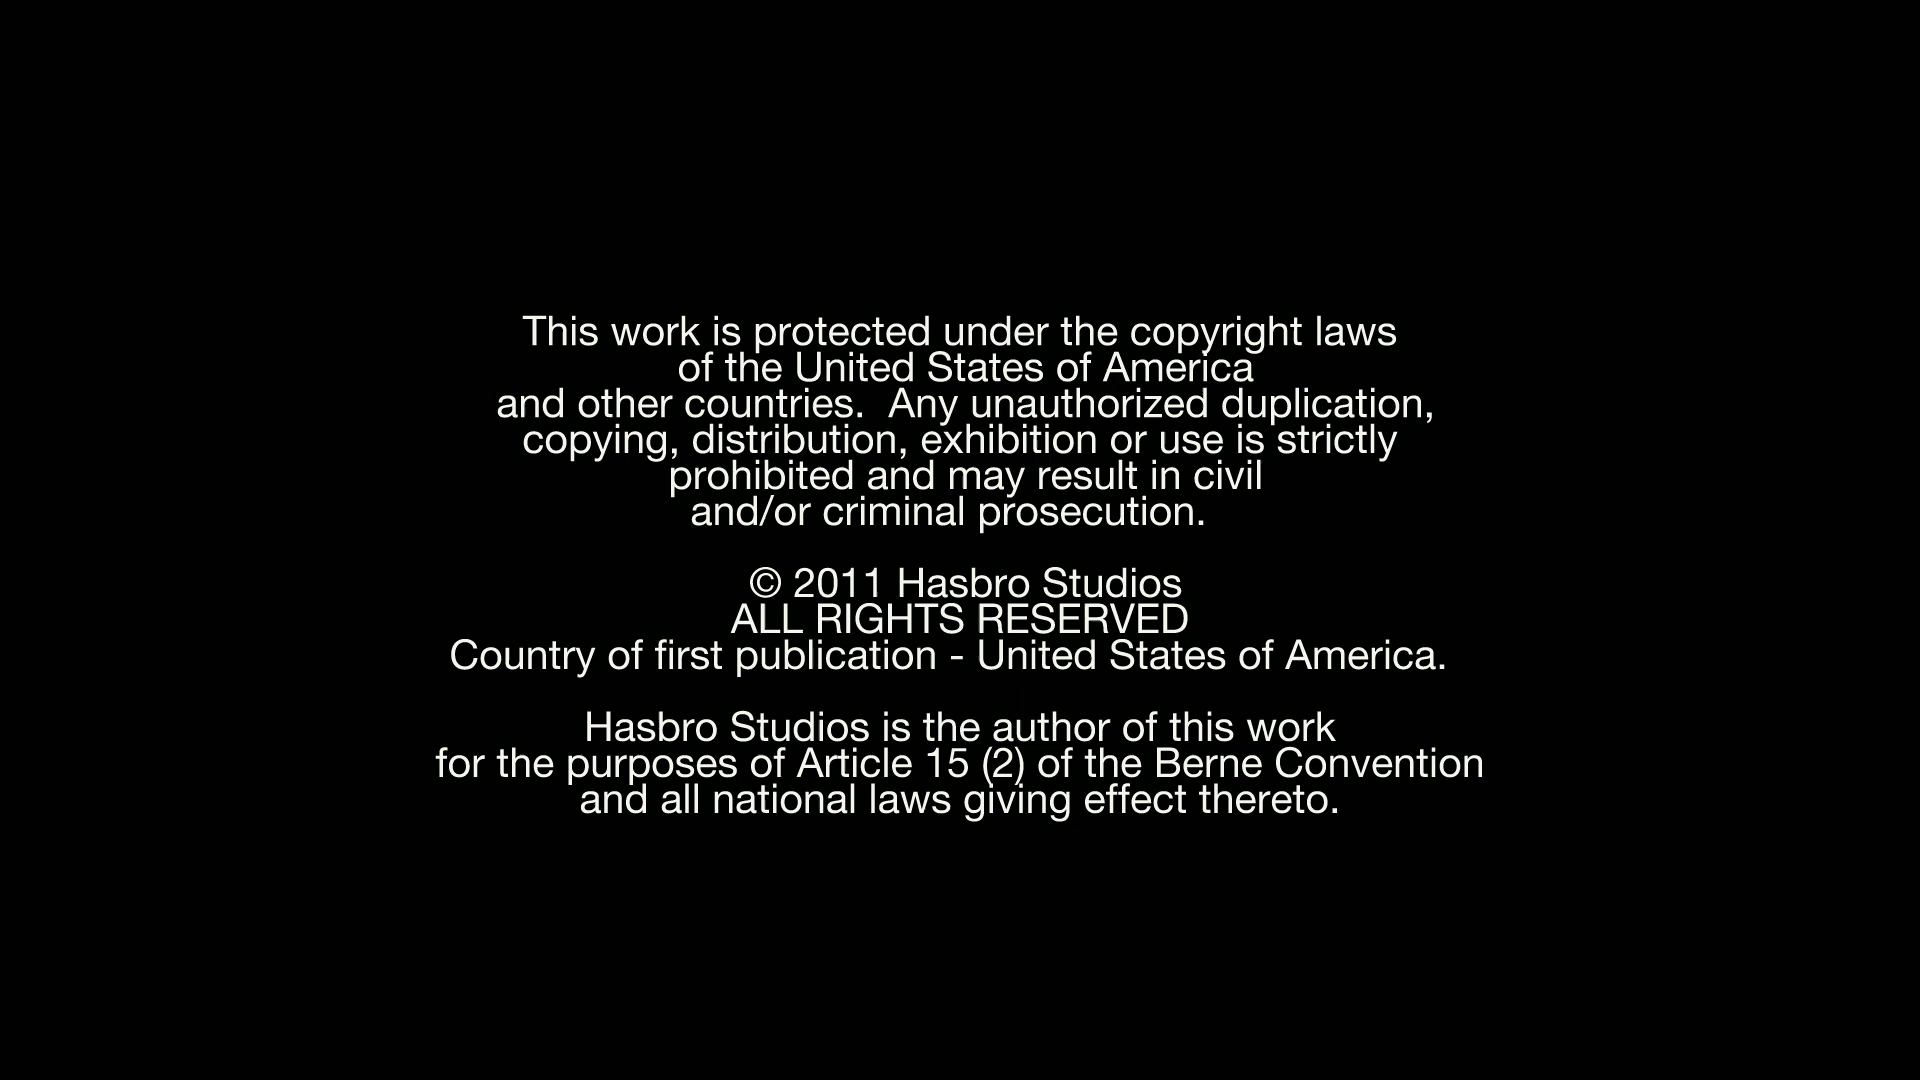 This work is protected under the copyright laws
of the United States of America
and other countries.  Any unauthorized duplication,
copying, distribution, exhibition or use is strictly
prohibited and may result in civil
and/or criminal prosecution.
© 2011 Hasbro Studios
ALL RIGHTS RESERVED
Country of first publication - United States of America.
Hasbro Studios is the author of this work
for the purposes of Article 15 (2) of the Berne Convention
and all national laws giving effect thereto.